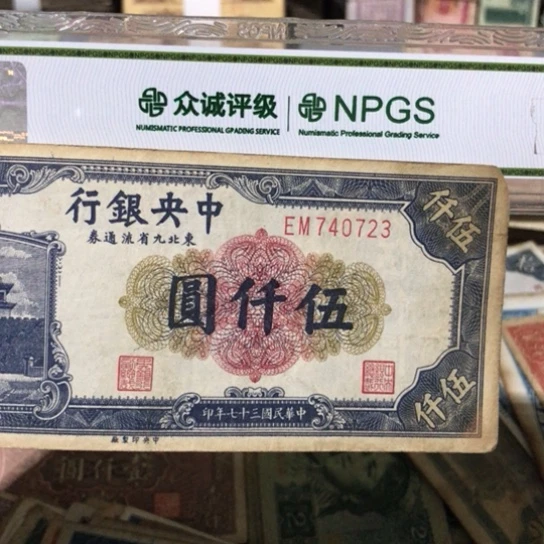 众诚评级 NPGS
NUMISMATIC PROFESSIONAL GRADING SERVICE Numismatic Professional Grading Service
行銀央中
券通流省九北東
EM740723
伍仟
圓仟伍
伍仟
印年七十三國民華中
廠製印央中